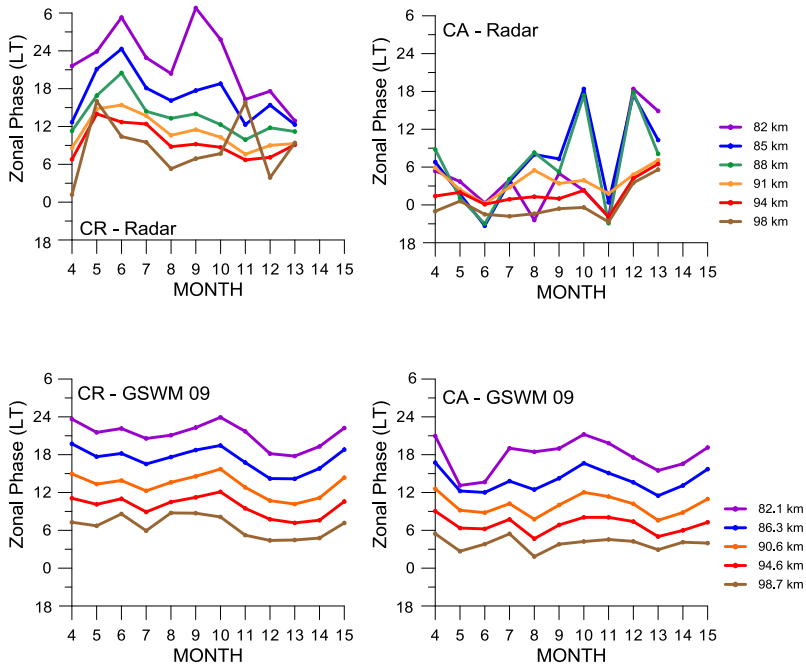 6
24
18
12
6
0
18
Zonal Phase (LT)
CR - Radar
4 5 6 7 8 9 10 11 12 13 14 15
MONTH
6
24
18
12
6
0
18
Zonal Phase (LT)
CA - Radar
4 5 6 7 8 9 10 11 12 13 14 15
MONTH
82 km
85 km
88 km
91 km
94 km
98 km
6
24
18
12
6
0
18
Zonal Phase (LT)
CR - GSWM 09
4 5 6 7 8 9 10 11 12 13 14 15
MONTH
6
24
18
12
6
0
18
Zonal Phase (LT)
CA - GSWM 09
4 5 6 7 8 9 10 11 12 13 14 15
MONTH
82.1 km
86.3 km
90.6 km
94.6 km
98.7 km